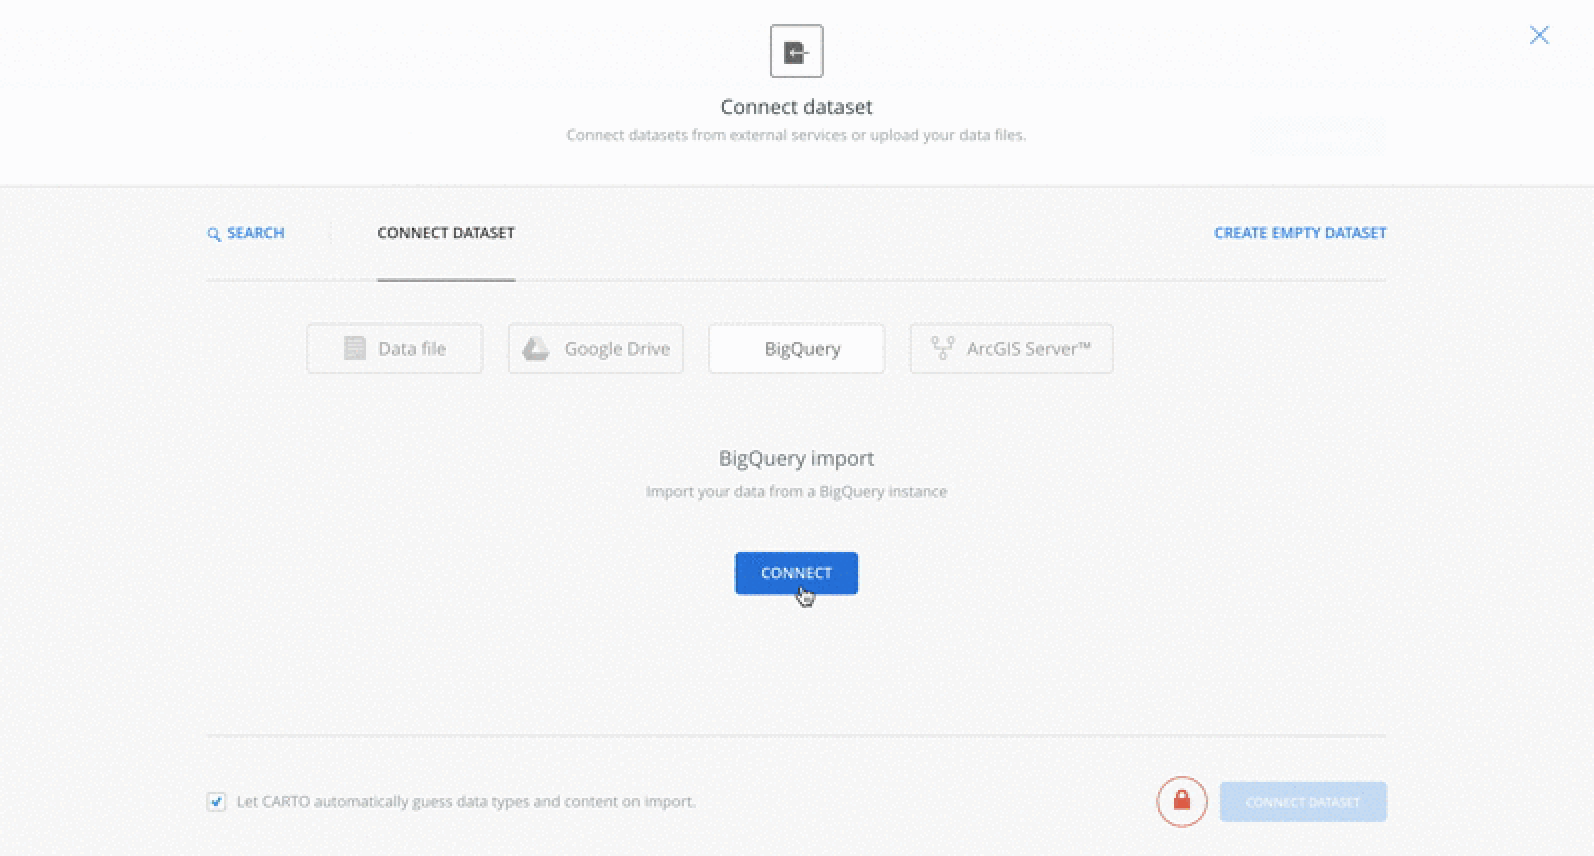 Connect dataset
Connect datasets from external services or upload your data files.
SEARCH
CONNECT DATASET
CREATE EMPTY DATASET
Data file
Google Drive
BigQuery
ArcGIS Server™
BigQuery import
Import your data from a BigQuery instance
CONNECT
Let CARTO automatically guess data types and content on import.
CONNECT DATASET